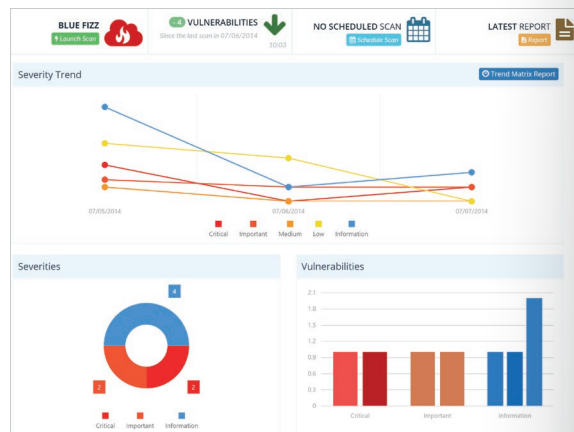 BLUE FIZZ
Launch Scan
- 4 VULNERABILITIES
Since the last scan in 07/06/2014
10:03
NO SCHEDULED SCAN
Schedule Scan
LATEST REPORT
Report
Severity Trend
Trend Matrix Report
07/05/2014 07/06/2014 07/07/2014
Critical Important Medium Low Information
Severities
4
2 2
Critical Important Information
Vulnerabilities
2.1
1.8
1.5
1.2
0.9
0.6
0.3
0
Critical Important Information